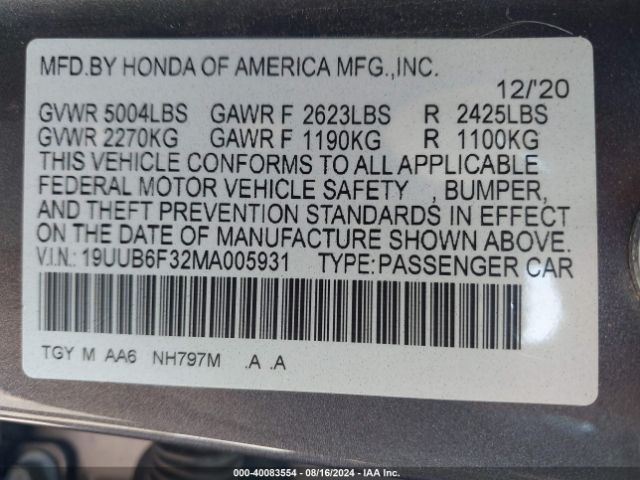 MFD.BY HONDA OF AMERICA MFG.,INC.
12/'20
GVWR 5004LBS GAWR F 2623LBS R 2425LBS
GVWR 2270KG GAWR F 1190KG R 1100KG
THIS VEHICLE CONFORMS TO ALL APPLICABLE
FEDERAL MOTOR VEHICLE SAFETY , BUMPER,
AND THEFT PREVENTION STANDARDS IN EFFECT
ON THE DATE OF MANUFACTURE SHOWN ABOVE.
V.I.N.: 19UUB6F32MA005931 TYPE:PASSENGER CAR
TGY M AA6 NH797M .A .A
000-40083554 - 08/16/2024 - IAA Inc.